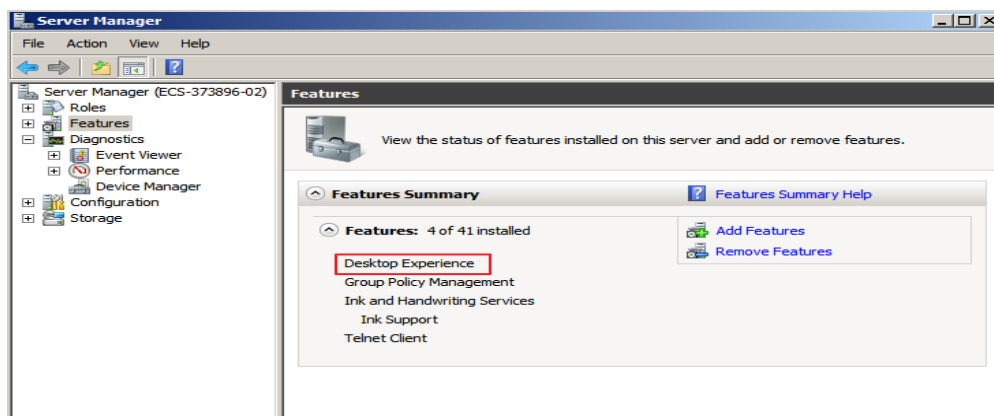 Server Manager
File Action View Help
Server Manager (ECS-373896-02)
Roles
Features
Diagnostics
Event Viewer
Performance
Device Manager
Configuration
Storage
Features
View the status of features installed on this server and add or remove features.
Features Summary
Features Summary Help
Features: 4 of 41 installed
Add Features
Remove Features
Desktop Experience
Group Policy Management
Ink and Handwriting Services
Ink Support
Telnet Client